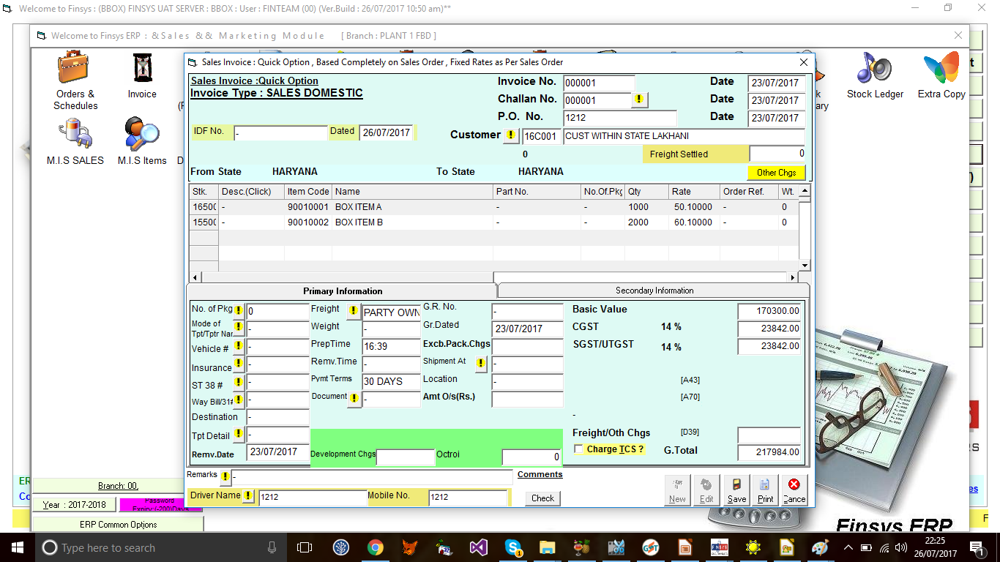 Welcome to Finsys : (BBOX) FINSYS UAT SERVER : BBOX : User : FINTEAM (00) (Ver.Build : 26/07/2017 10:50 am)**
Welcome to Finsys ERP : & Sales && Marketing Module [ Branch : PLANT 1 FBD ]
Orders & Schedules
Invoice
M.I.S SALES
M.I.S Items
Stock Ledger
Extra Copy
Sales Invoice : Quick Option , Based Completely on Sales Order , Fixed Rates as Per Sales Order
Sales Invoice :Quick Option
Invoice Type : SALES DOMESTIC
Invoice No. 000001 Date 23/07/2017
Challan No. 000001 Date 23/07/2017
P.O. No. 1212 Date 23/07/2017
IDF No. - Dated 26/07/2017
Customer 16C001 CUST WITHIN STATE LAKHANI
0 Freight Settled 0
From State HARYANA To State HARYANA Other Chgs
Stk. Desc.(Click) Item Code Name Part No. No.Of.Pkg Qty Rate Order Ref. Wt.
16500 - 90010001 BOX ITEM A - - 1000 50.10000 - 0
15500 - 90010002 BOX ITEM B - - 2000 60.10000 - 0
Primary Information Secondary Information
No. of Pkg 0 Freight PARTY OWN G.R. No. - Basic Value 170300.00
Mode of Tpt/Tptr Nar - Weight - Gr.Dated 23/07/2017 CGST 14 % 23842.00
Vehicle # - PrepTime 16:39 Excb.Pack.Chgs SGST/UTGST 14 % 23842.00
Insurance - Remv.Time - Shipment At -
ST 38 # - Pymt Terms 30 DAYS Location - [A43]
Way Bill/31# - Document - Amt O/s(Rs.) [A70]
Destination - -
Tpt Detail - Freight/Oth Chgs [D39]
Remv.Date 23/07/2017 Development Chgs Octroi 0 Charge TCS ? G.Total 217984.00
Remarks - Comments
Driver Name 1212 Mobile No. 1212 Check
New Edit Save Print Cance
Branch: 00,
Year : 2017-2018
Password Expiry (-200)Days
ERP Common Options
Finsys ERP
Type here to search
22:25
26/07/2017